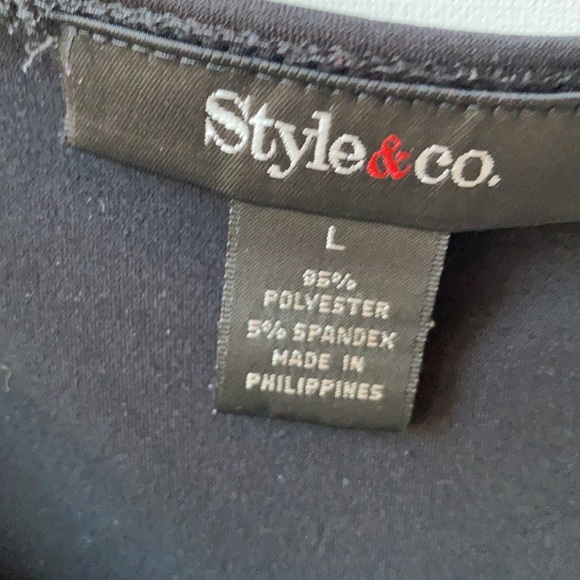 Style&co.
L
95%
POLYESTER
5% SPANDEX
MADE IN
PHILIPPINES